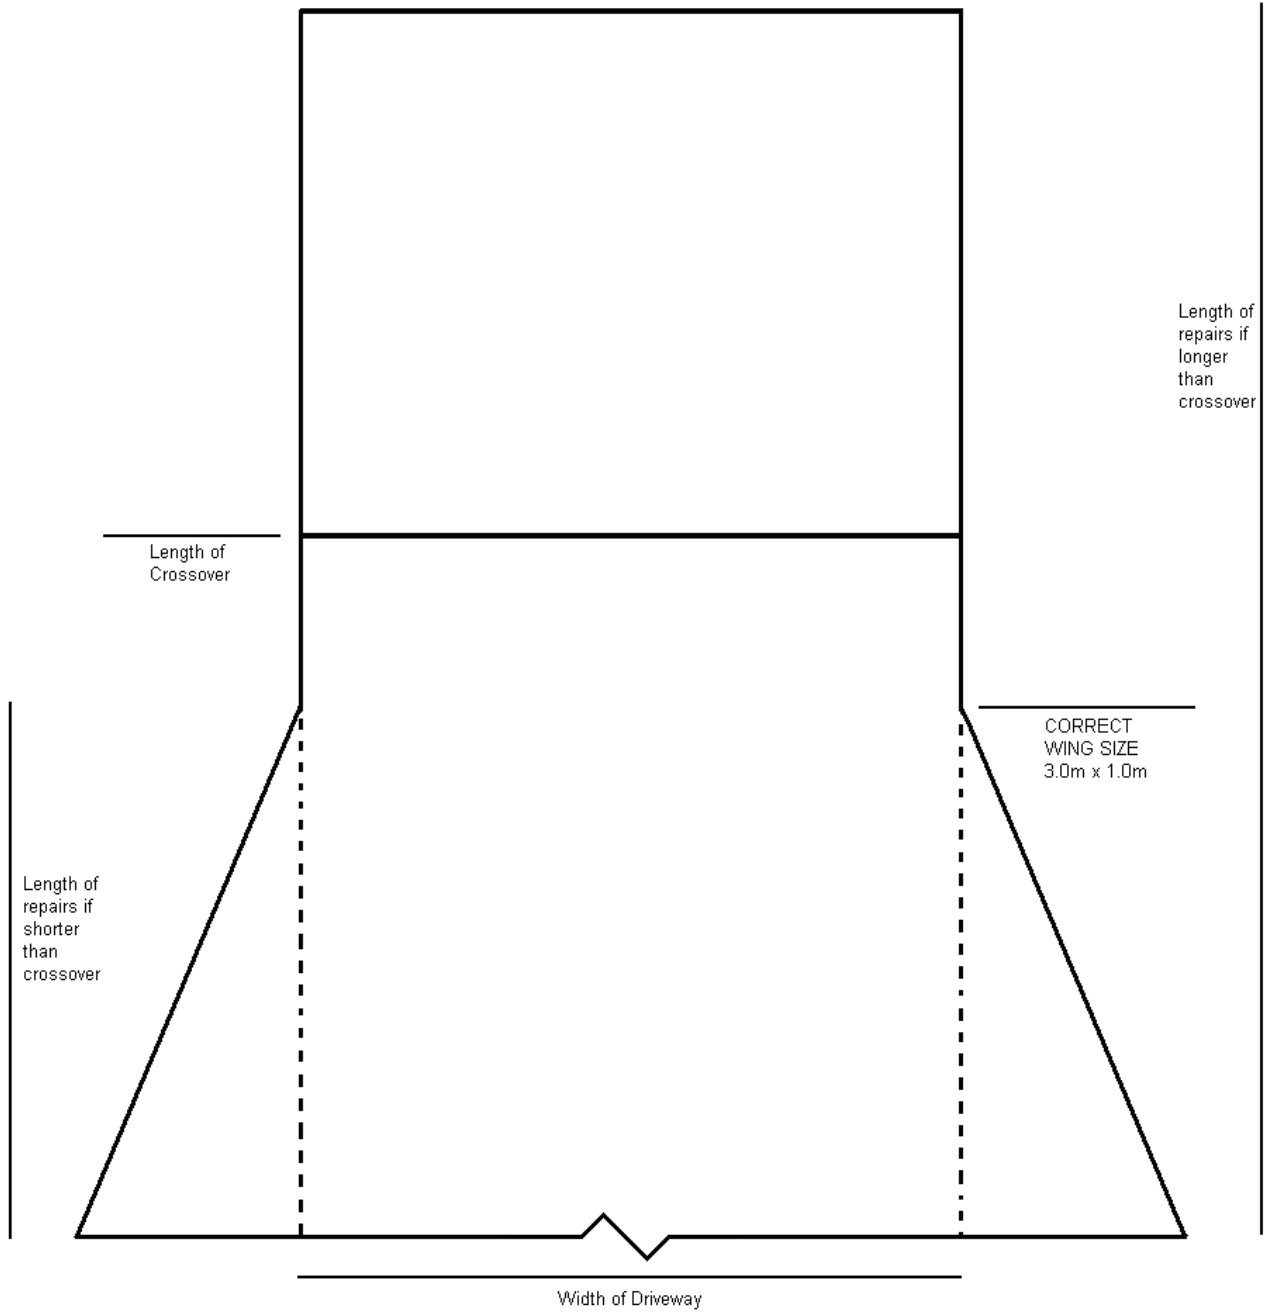 Length of
repairs if
longer
than
crossover
Length of
Crossover
CORRECT
WING SIZE
3.0m x 1.0m
Length of
repairs if
shorter
than
crossover
Width of Driveway